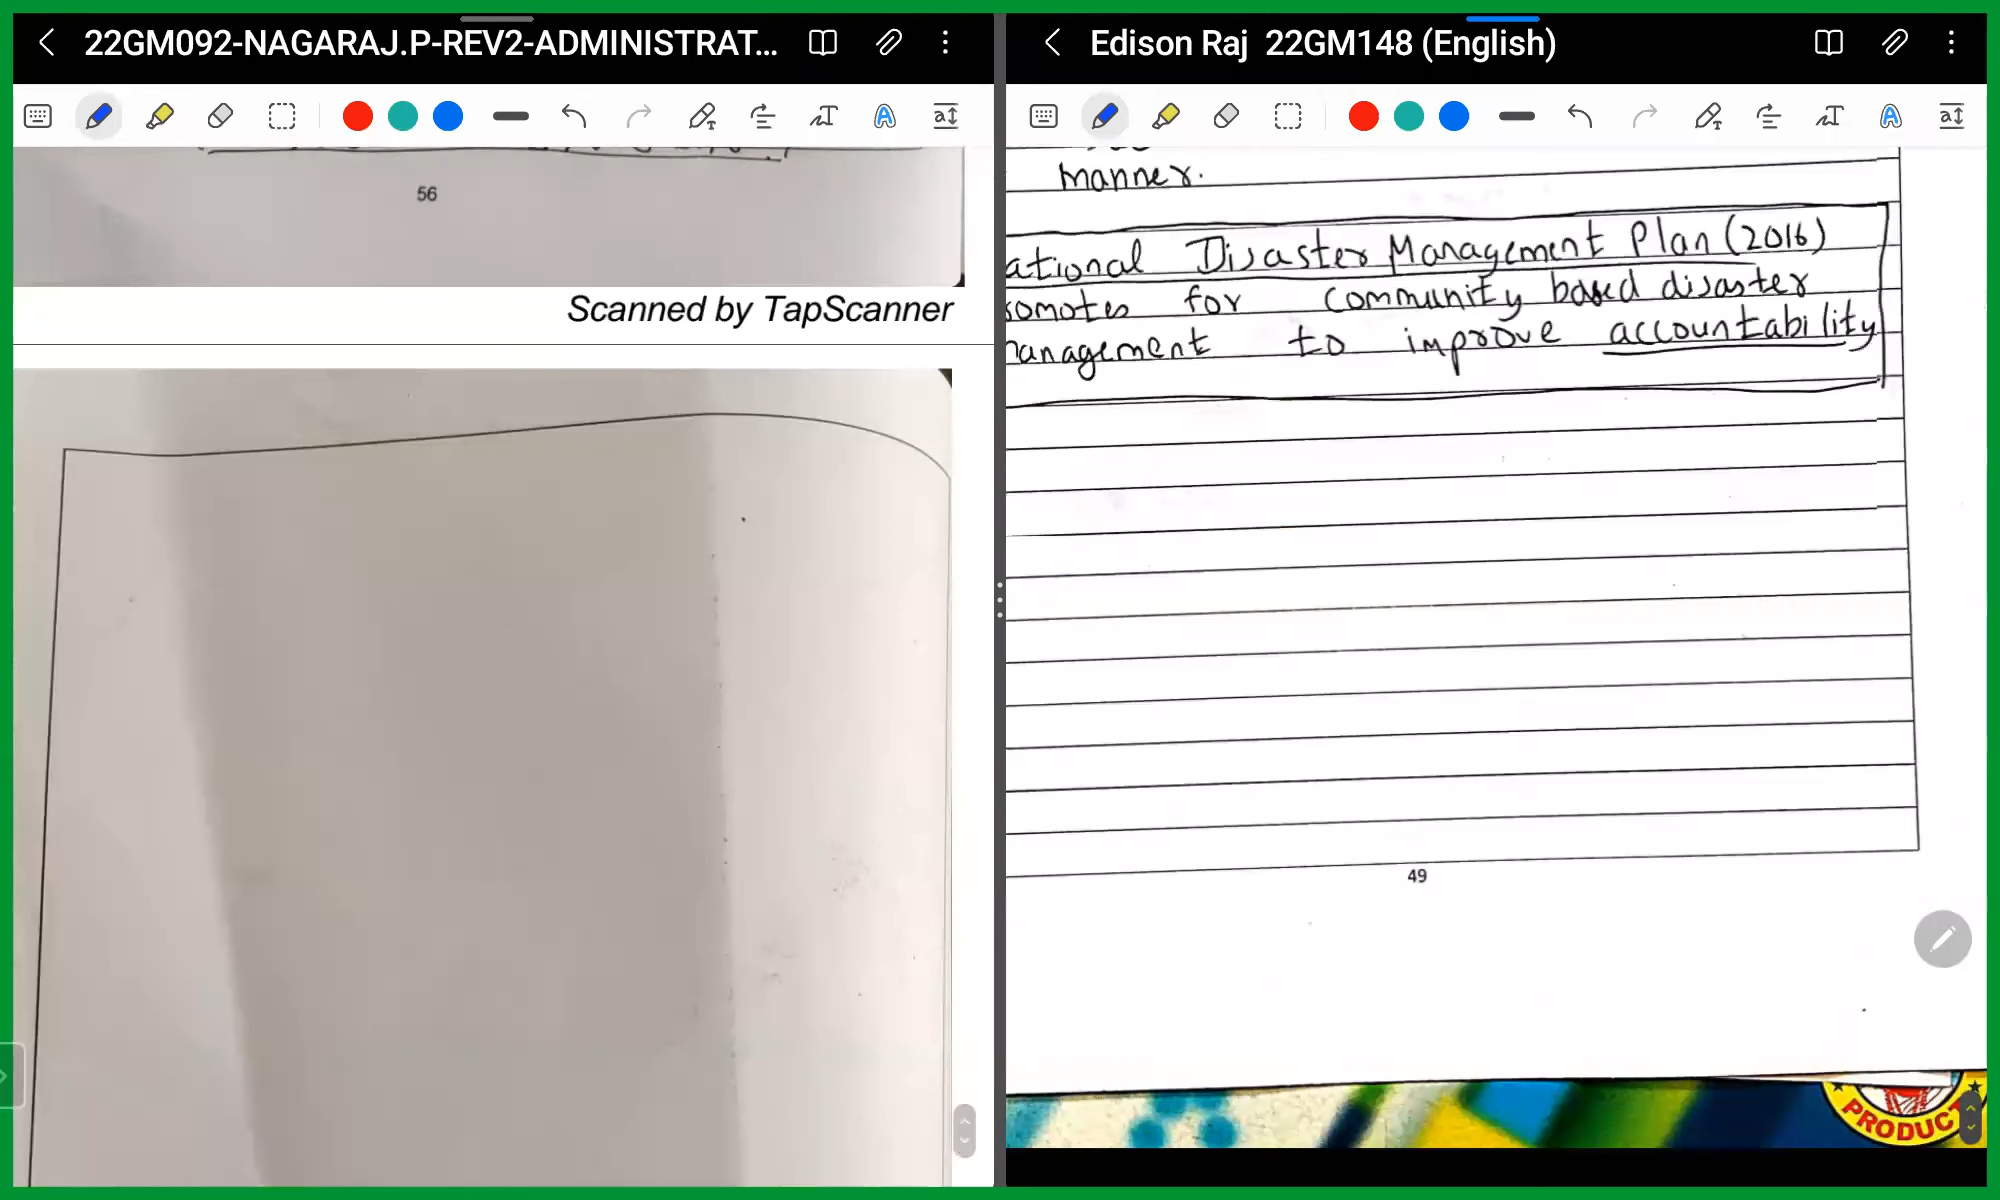 22GM092-NAGARAJ.P-REV2-ADMINISTRAT...
56
Scanned by TapScanner
Edison Raj 22GM148 (English)
manner.
ational Disaster Management Plan (2016)
romotes for community based disaster
management to improve accountability
49
PRODUCT